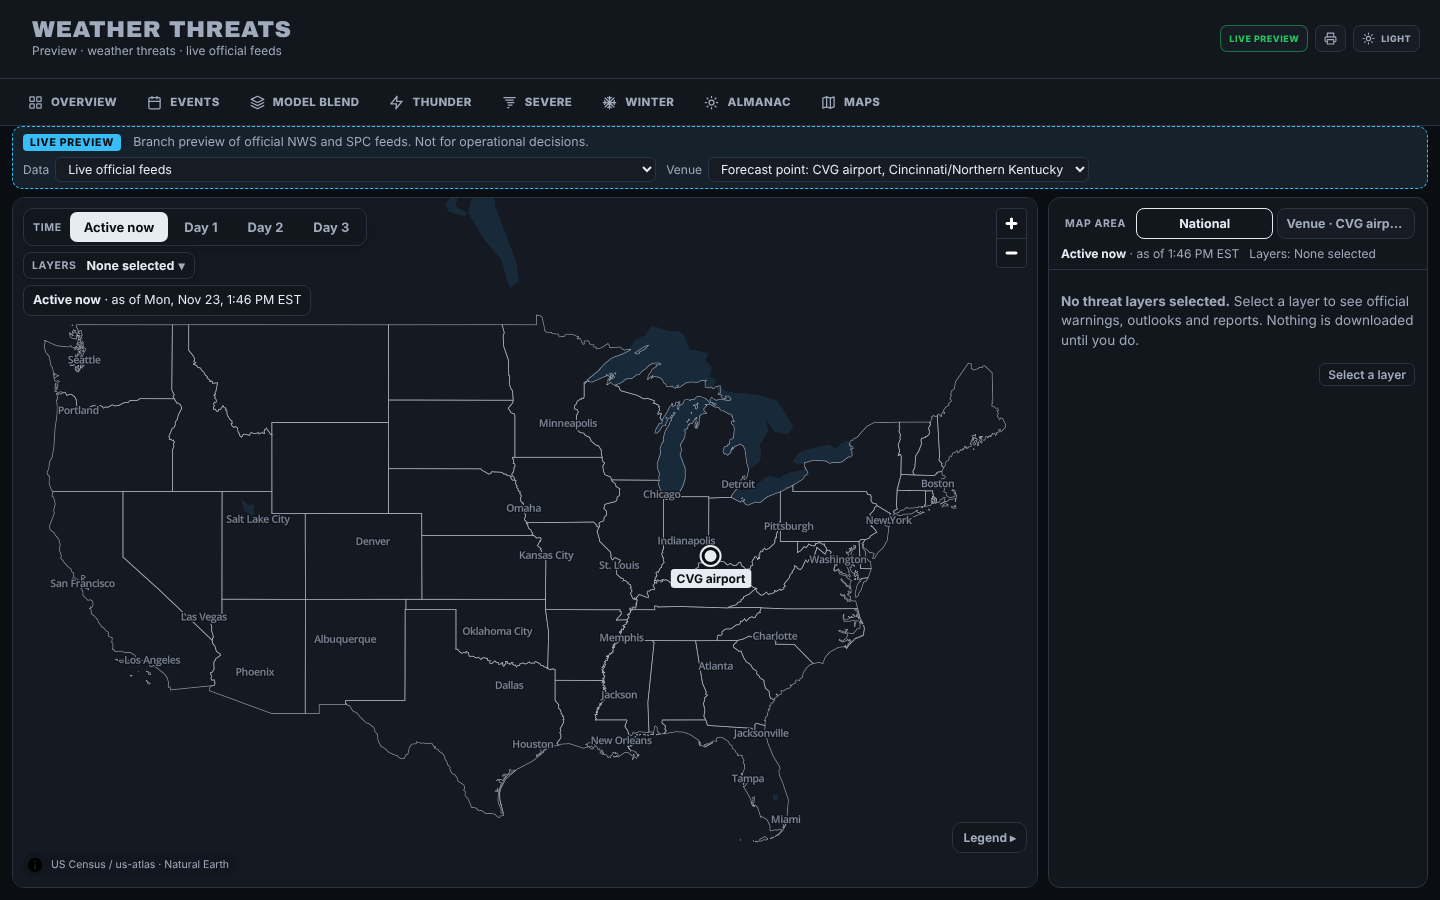 WEATHER THREATS
Preview · weather threats · live official feeds
LIVE PREVIEW
LIGHT
OVERVIEW
EVENTS
MODEL BLEND
THUNDER
SEVERE
WINTER
ALMANAC
MAPS
LIVE PREVIEW Branch preview of official NWS and SPC feeds. Not for operational decisions.
Data Live official feeds Venue Forecast point: CVG airport, Cincinnati/Northern Kentucky
TIME Active now Day 1 Day 2 Day 3
LAYERS None selected ▾
Active now · as of Mon, Nov 23, 1:46 PM EST
Seattle
Portland
Minneapolis
Chicago
Detroit
Boston
Omaha
Salt Lake City
Pittsburgh
New York
Denver
Indianapolis
Kansas City
St. Louis
Washington
CVG airport
San Francisco
Las Vegas
Albuquerque
Oklahoma City
Memphis
Charlotte
Los Angeles
Phoenix
Atlanta
Dallas
Jackson
Jacksonville
Houston
New Orleans
Tampa
Miami
Legend ▸
US Census / us-atlas · Natural Earth
MAP AREA National Venue · CVG airp...
Active now · as of 1:46 PM EST Layers: None selected
No threat layers selected. Select a layer to see official
warnings, outlooks and reports. Nothing is downloaded
until you do.
Select a layer